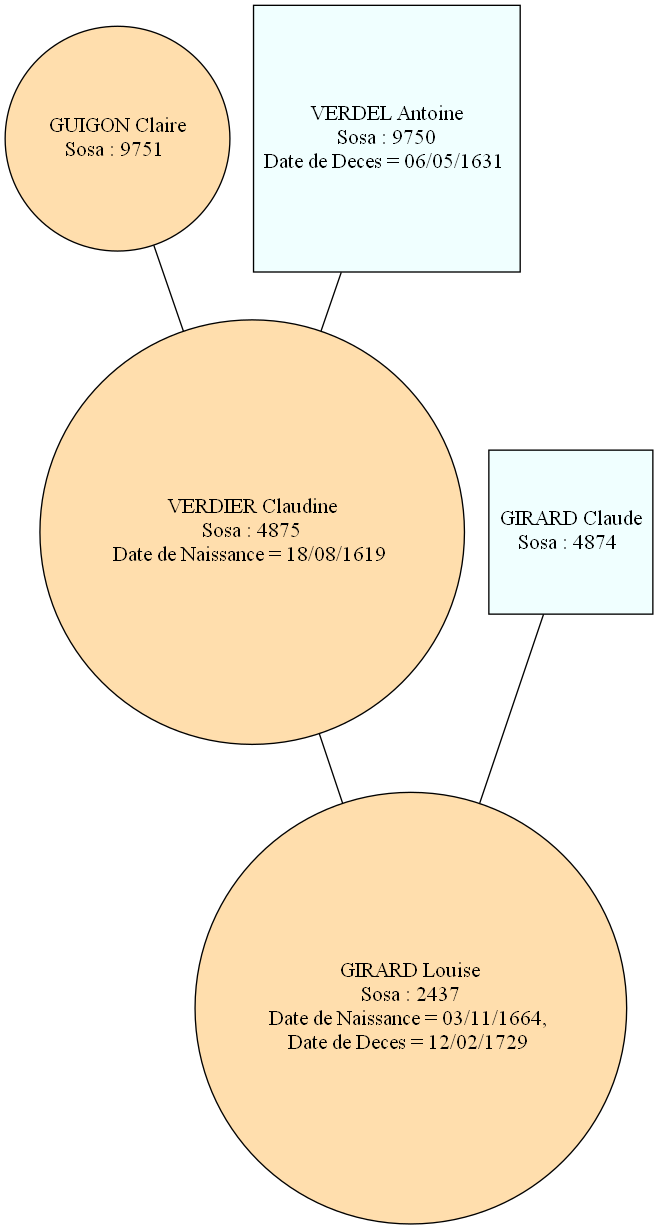 GUIGON Claire
Sosa : 9751
VERDEL Antoine
Sosa : 9750
Date de Deces = 06/05/1631
VERDIER Claudine
Sosa : 4875
Date de Naissance = 18/08/1619
GIRARD Claude
Sosa : 4874
GIRARD Louise
Sosa : 2437
Date de Naissance = 03/11/1664,
Date de Deces = 12/02/1729